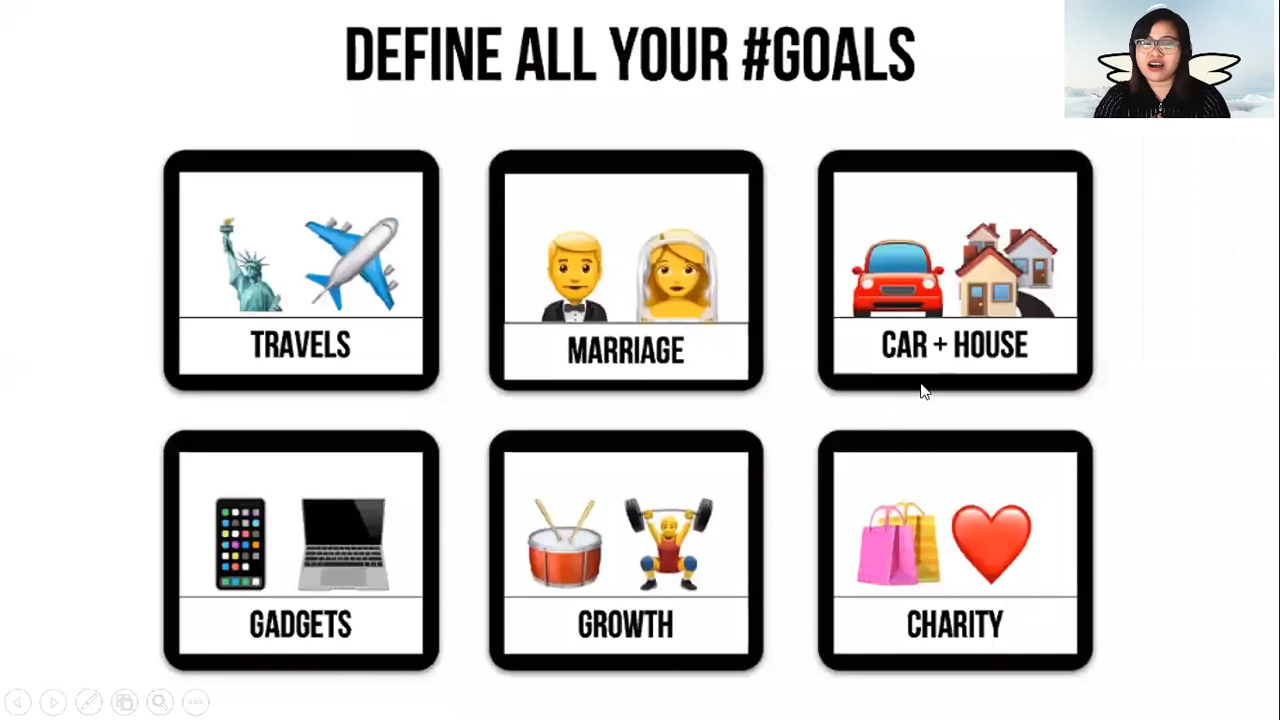 DEFINE ALL YOUR #GOALS
TRAVELS
MARRIAGE
CAR + HOUSE
GADGETS
GROWTH
CHARITY